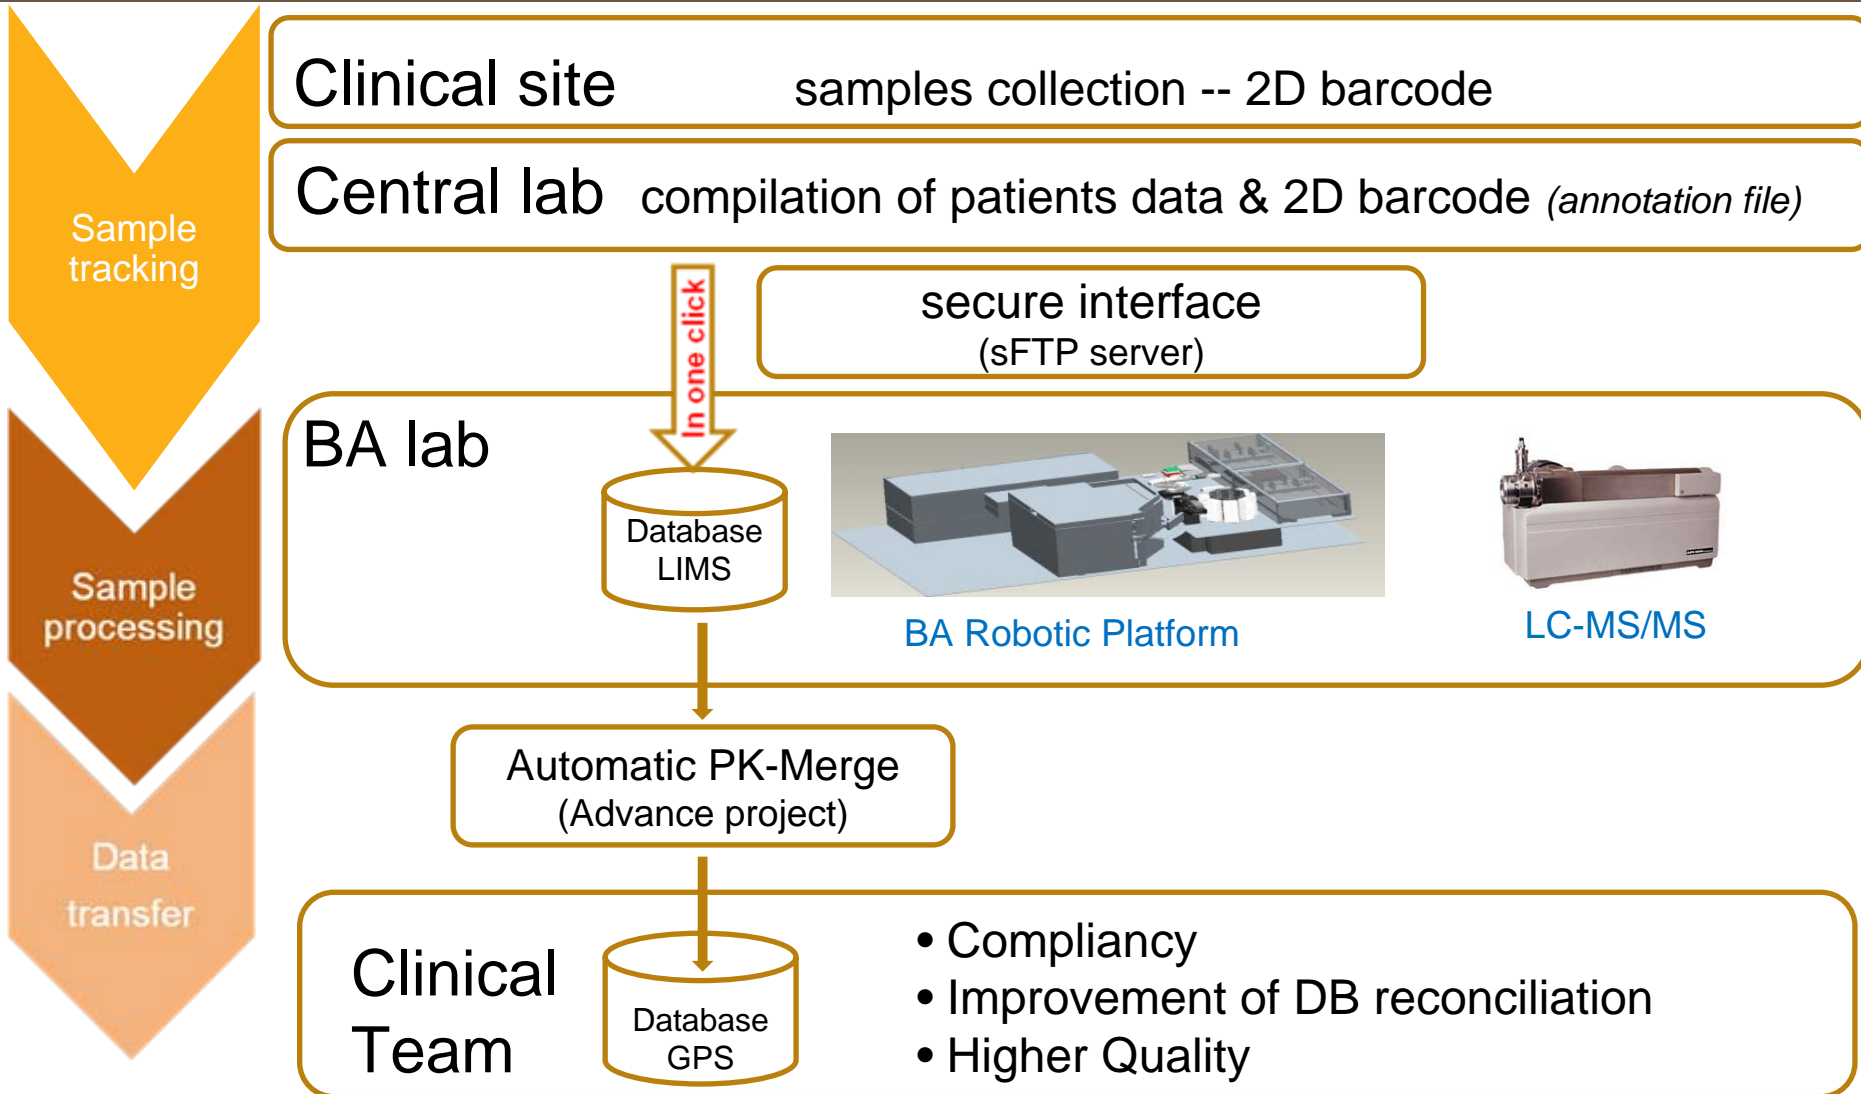 Clinical site samples collection -- 2D barcode
Central lab compilation of patients data & 2D barcode (annotation file)
Sample
tracking
In one click
secure interface
(sFTP server)
BA lab
Database
LIMS
BA Robotic Platform
LC-MS/MS
Sample
processing
Automatic PK-Merge
(Advance project)
Data
transfer
Clinical
Team
Database
GPS
• Compliancy
• Improvement of DB reconciliation
• Higher Quality